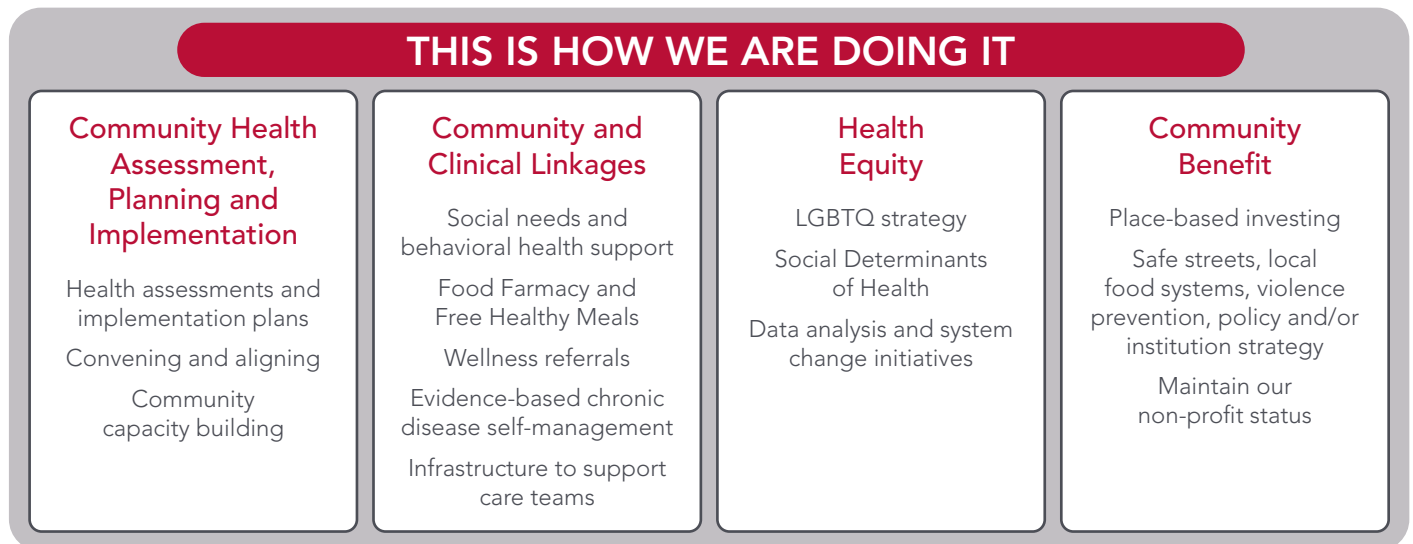 THIS IS HOW WE ARE DOING IT
Community Health
Assessment,
Planning and
Implementation
Health assessments and
implementation plans
Convening and aligning
Community
capacity building
Community and
Clinical Linkages
Social needs and
behavioral health support
Food Farmacy and
Free Healthy Meals
Wellness referrals
Evidence-based chronic
disease self-management
Infrastructure to support
care teams
Health
Equity
LGBTQ strategy
Social Determinants
of Health
Data analysis and system
change initiatives
Community
Benefit
Place-based investing
Safe streets, local
food systems, violence
prevention, policy and/or
institution strategy
Maintain our
non-profit status